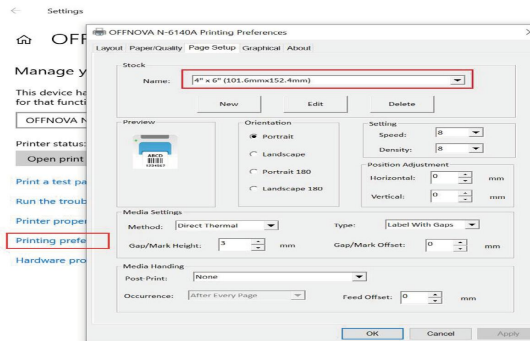 Settings
OFF
Manage y
This device ha
for that functi
OFFNOVA N
Printer status:
Open print
Print a test pa
Run the troub
Printer proper
Printing prefe
Hardware pro
OFFNOVA N-6140A Printing Preferences
Layout Paper/Quality Page Setup Graphical About
Stock
Name: 4" x 6" (101.6mmx152.4mm)
New Edit Delete
Preview
ABCD
1234567
Orientation
Portrait
Landscape
Portrait 180
Landscape 180
Setting
Speed: 8
Density: 8
Position Adjustment
Horizontal: 0 mm
Vertical: 0 mm
Media Settings
Method: Direct Thermal Type: Label With Gaps
Gap/Mark Height: 3 mm Gap/Mark Offset: 0 mm
Media Handing
Post-Print: None
Occurrence: After Every Page Feed Offset: 0 mm
OK Cancel Apply